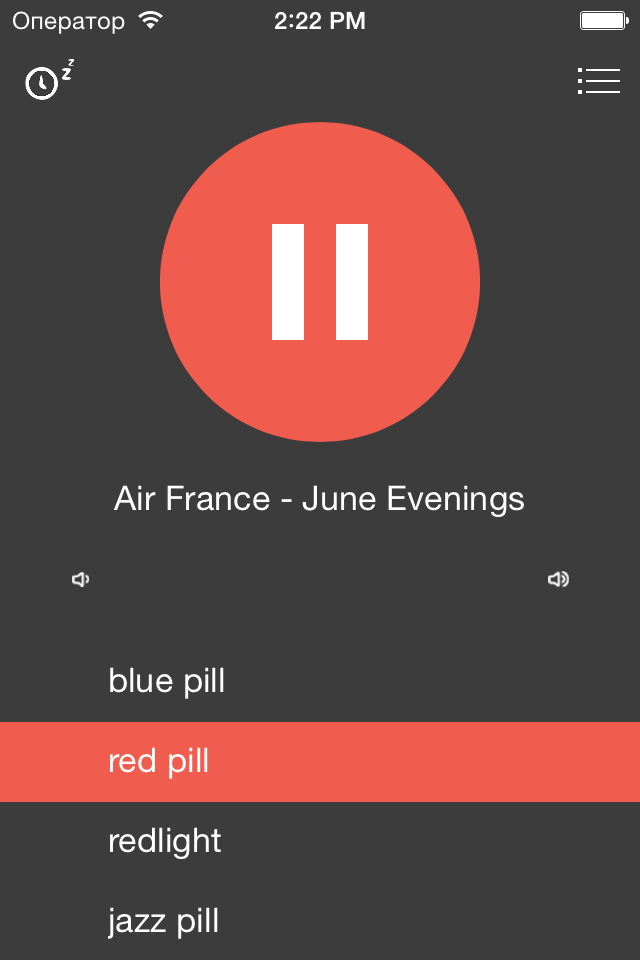 Оператор 2:22 PM
z z
Air France - June Evenings
blue pill
red pill
redlight
jazz pill